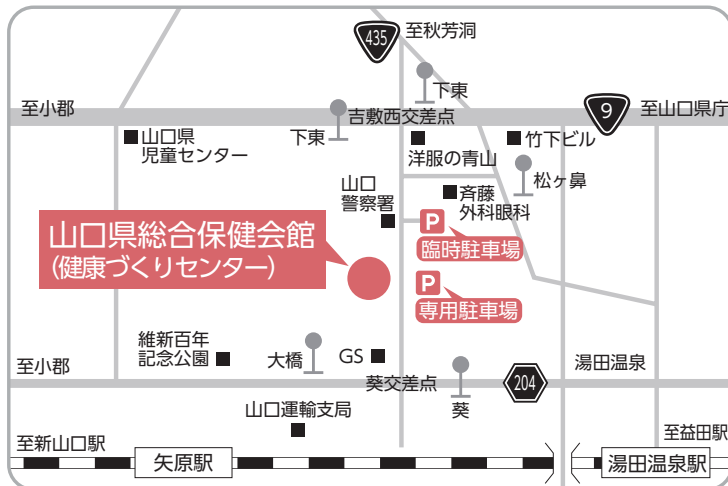 435
至秋芳洞
下東
至小郡
吉敷西交差点
9
至山口県庁
山口県
児童センター
下東
洋服の青山
竹下ビル
松ヶ鼻
山口
警察署
斉藤
外科眼科
P
臨時駐車場
山口県総合保健会館
(健康づくりセンター)
P
専用駐車場
維新百年
記念公園
大橋
GS
至小郡
葵交差点
204
湯田温泉
葵
山口運輸支局
至新山口駅
矢原駅
至益田駅
湯田温泉駅